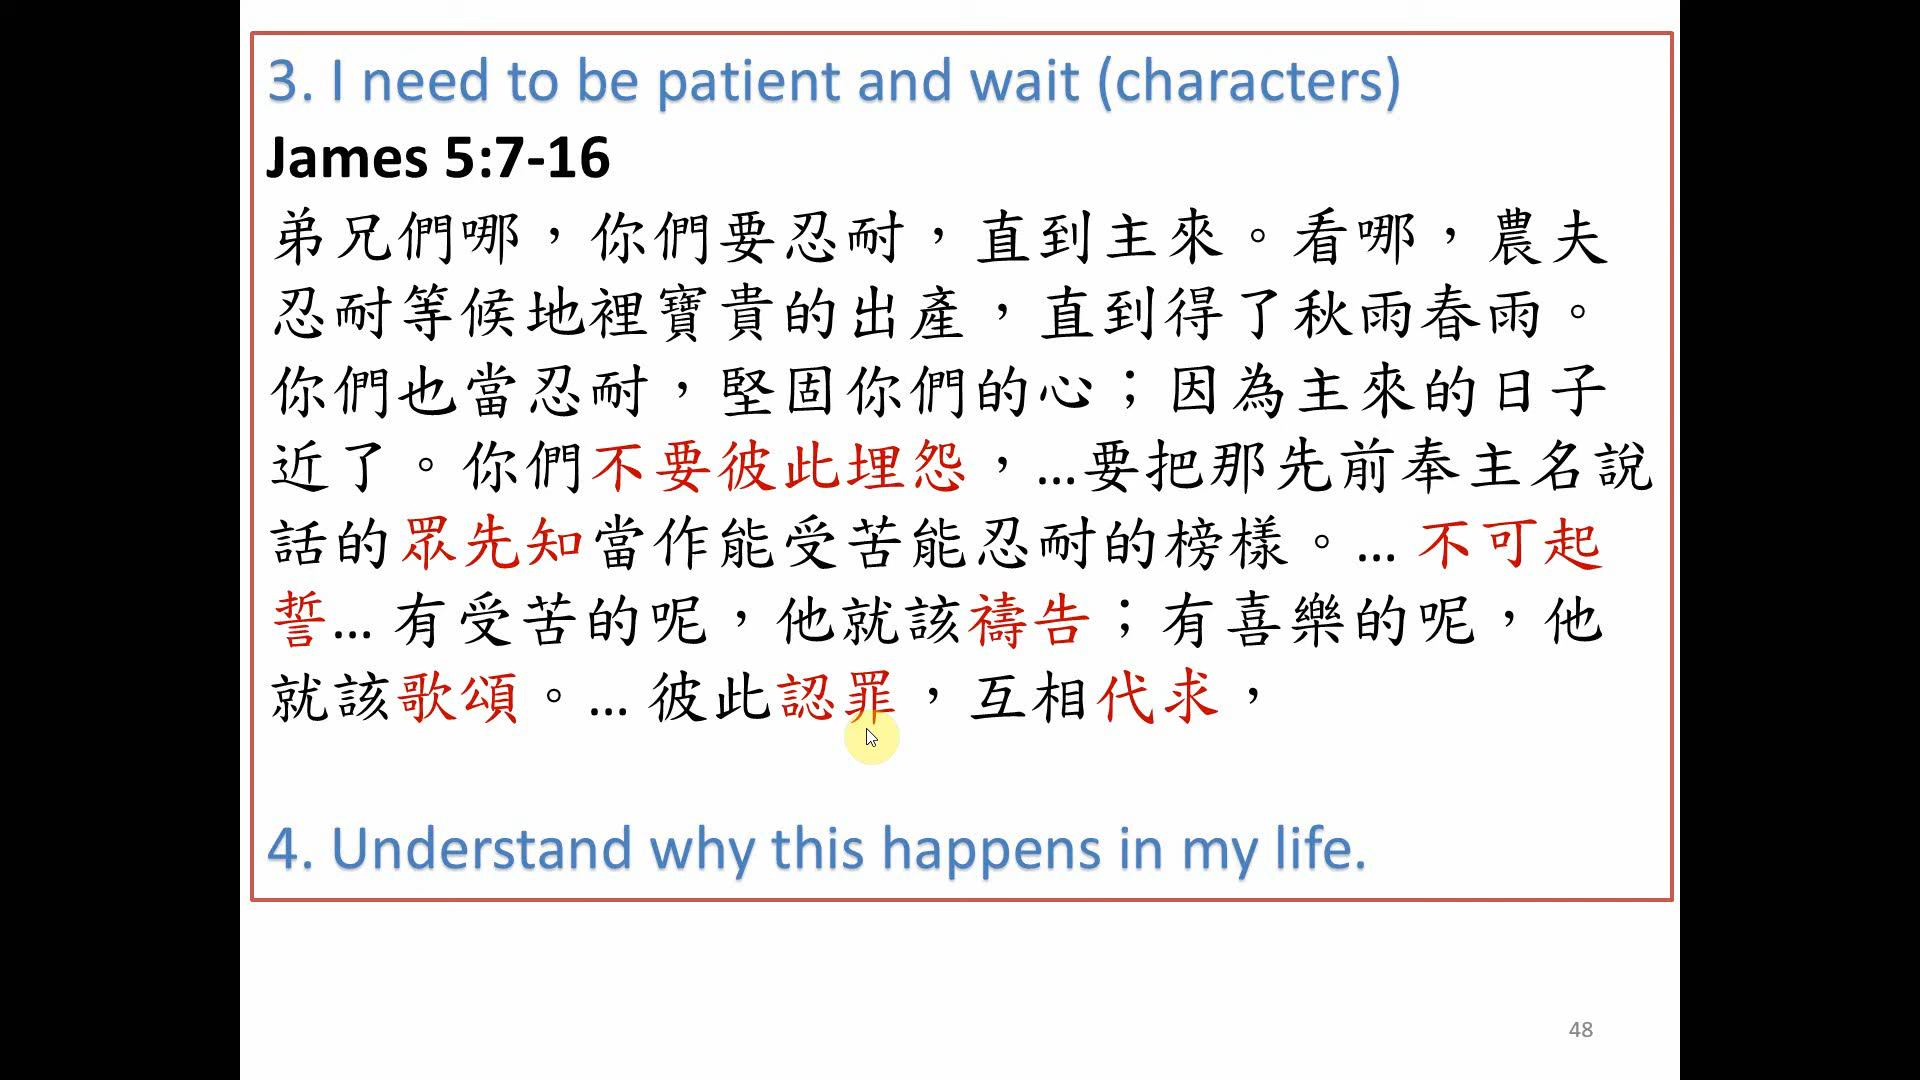 3. I need to be patient and wait (characters)
James 5:7-16
弟兄們哪，你們要忍耐，直到主來。看哪，農夫
忍耐等候地裡寶貴的出產，直到得了秋雨春雨。
你們也當忍耐，堅固你們的心；因為主來的日子
近了。你們不要彼此埋怨，…要把那先前奉主名說
話的眾先知當作能受苦能忍耐的榜樣。… 不可起
誓… 有受苦的呢，他就該禱告；有喜樂的呢，他
就該歌頌。… 彼此認罪，互相代求，
4. Understand why this happens in my life.
48